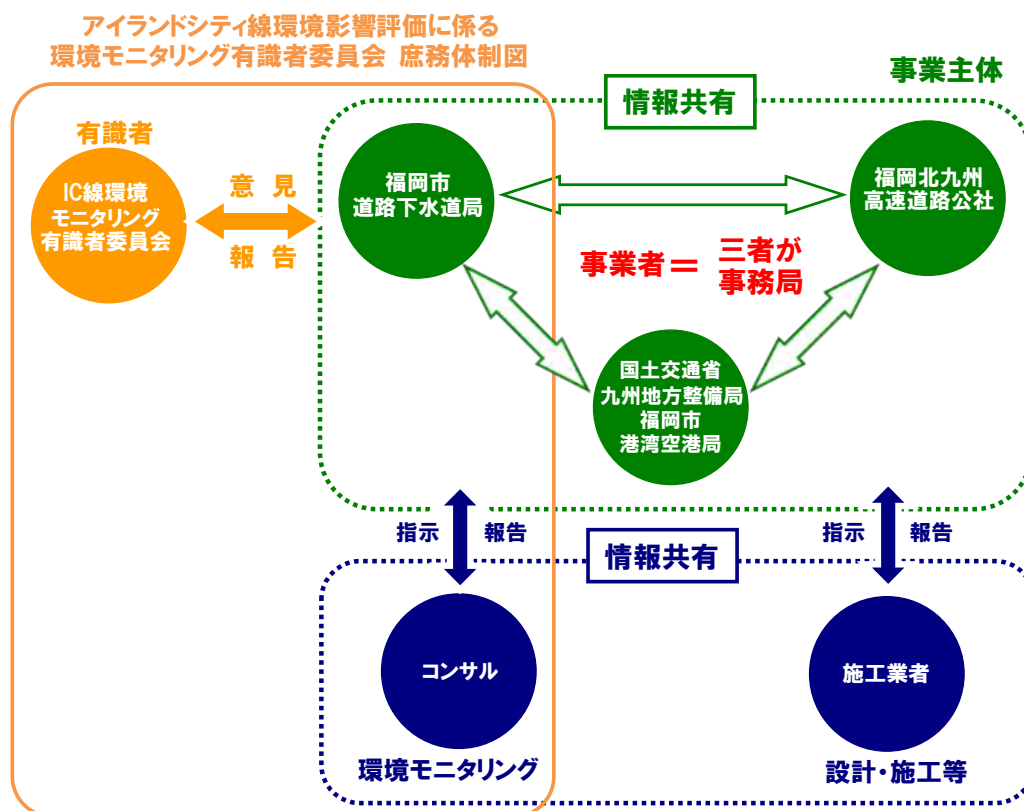 アイランドシティ線環境影響評価に係る
環境モニタリング有識者委員会 庶務体制図
事業主体
情報共有
有識者
IC線環境
モニタリング
有識者委員会
意 見
報 告
福岡市
道路下水道局
福岡北九州
高速道路公社
事業者＝
三者が
事務局
国土交通省
九州地方整備局
福岡市
港湾空港局
指示
報告
指示
報告
情報共有
コンサル
施工業者
環境モニタリング
設計・施工等